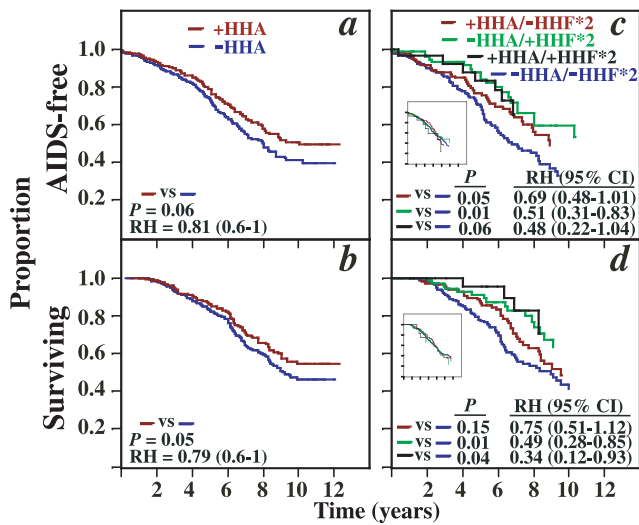 a
+HHA
−HHA
1.0
0.8
0.6
0.4
0.2
vs
P = 0.06
RH = 0.81 (0.6-1)
c
+HHA/−HHF*2
−HHA/+HHF*2
+HHA/+HHF*2
−HHA/−HHF*2
P RH (95% CI)
vs 0.05 0.69 (0.48-1.01)
vs 0.01 0.51 (0.31-0.83)
vs 0.06 0.48 (0.22-1.04)
Proportion
AIDS-free
Surviving
b
1.0
0.8
0.6
0.4
0.2
vs
P = 0.05
RH = 0.79 (0.6-1)
2 4 6 8 10 12
d
P RH (95% CI)
vs 0.15 0.75 (0.51-1.12)
vs 0.01 0.49 (0.28-0.85)
vs 0.04 0.34 (0.12-0.93)
2 4 6 8 10 12
Time (years)